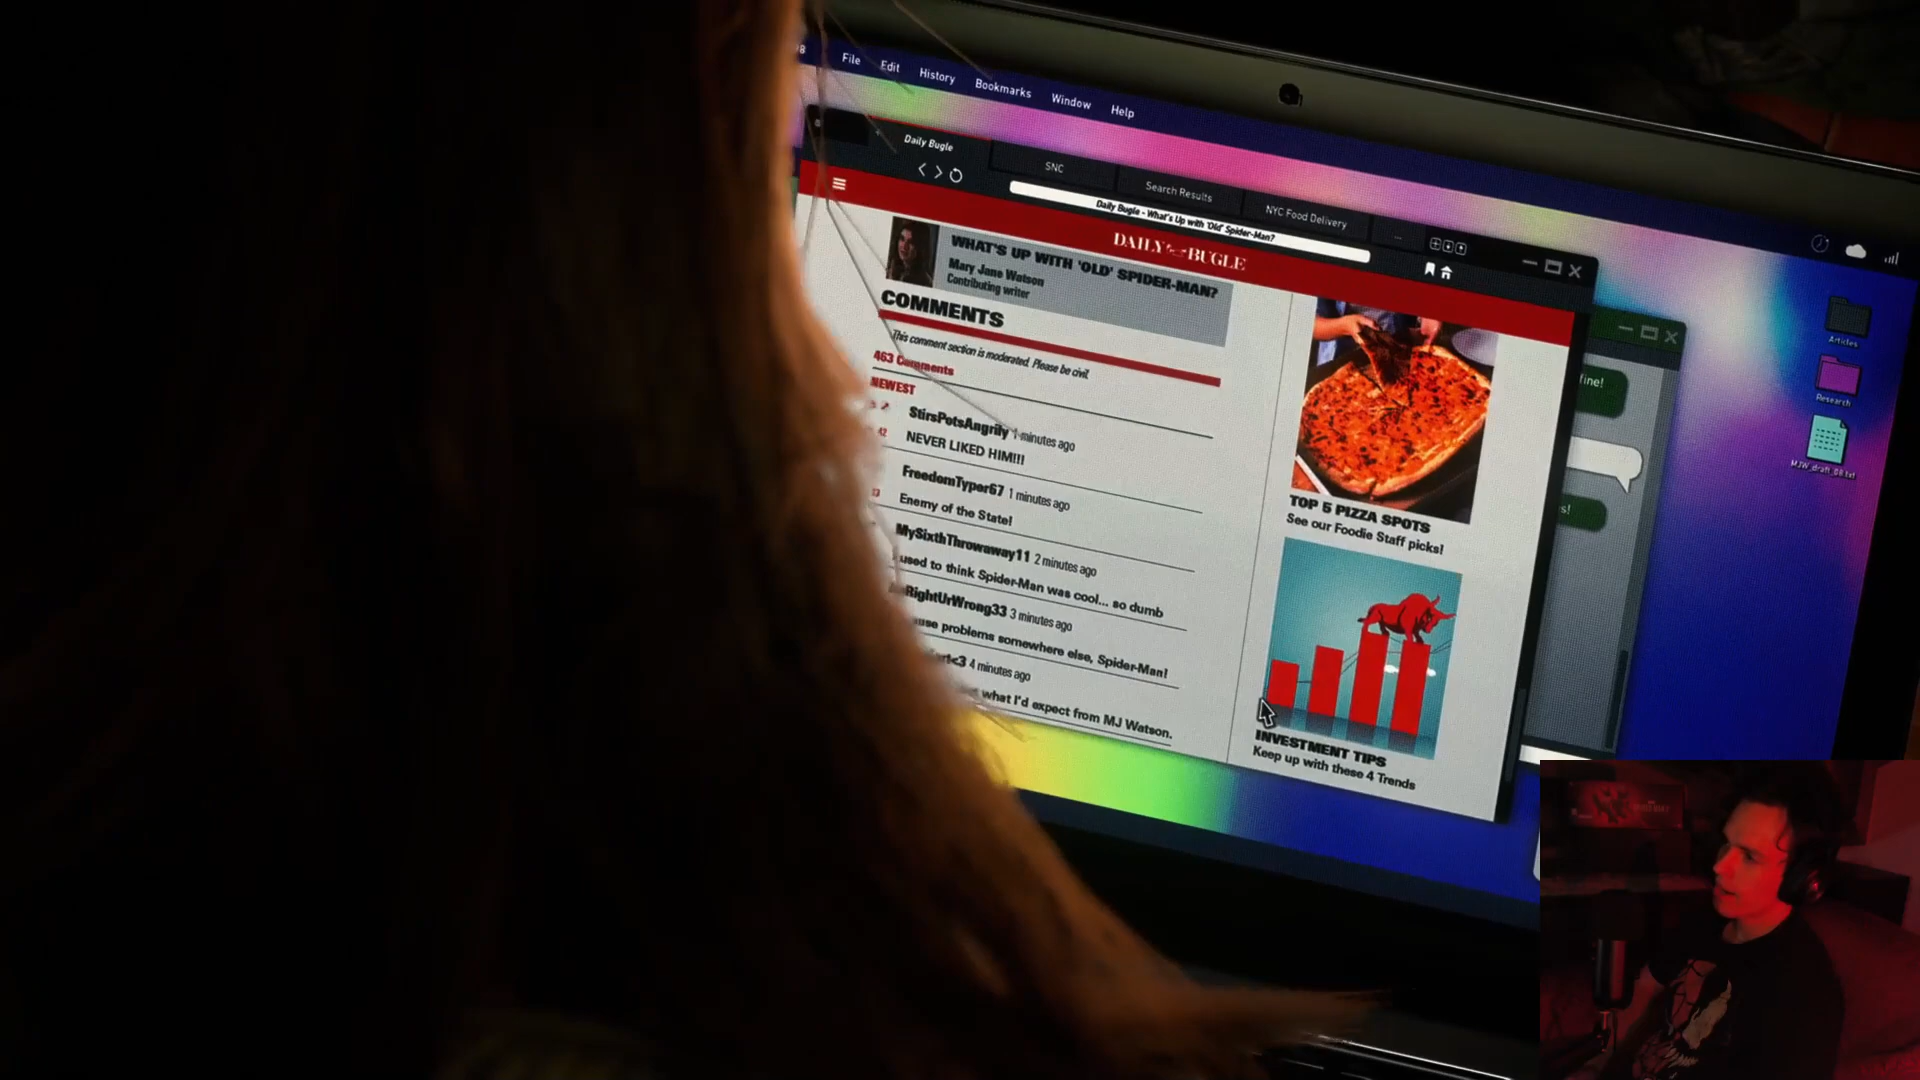 File Edit History Bookmarks Window Help
Daily Bugle
SNC
Search Results
NYC Food Delivery
Daily Bugle - What's Up with 'Old' Spider-Man?
DAILY BUGLE
WHAT'S UP WITH 'OLD' SPIDER-MAN?
Mary Jane Watson
Contributing writer
COMMENTS
This comment section is moderated. Please be civil.
463 Comments
NEWEST
StirsPotsAngrily 1 minutes ago
42
NEVER LIKED HIM!!!
FreedomTyper67 1 minutes ago
Enemy of the State!
MySixthThrowaway11 2 minutes ago
used to think Spider-Man was cool... so dumb
RightUrWrong33 3 minutes ago
problems somewhere else, Spider-Man!
4 minutes ago
what I'd expect from MJ Watson.
TOP 5 PIZZA SPOTS
See our Foodie Staff picks!
INVESTMENT TIPS
Keep up with these 4 Trends
Articles
Research
MJW_draft_08.txt